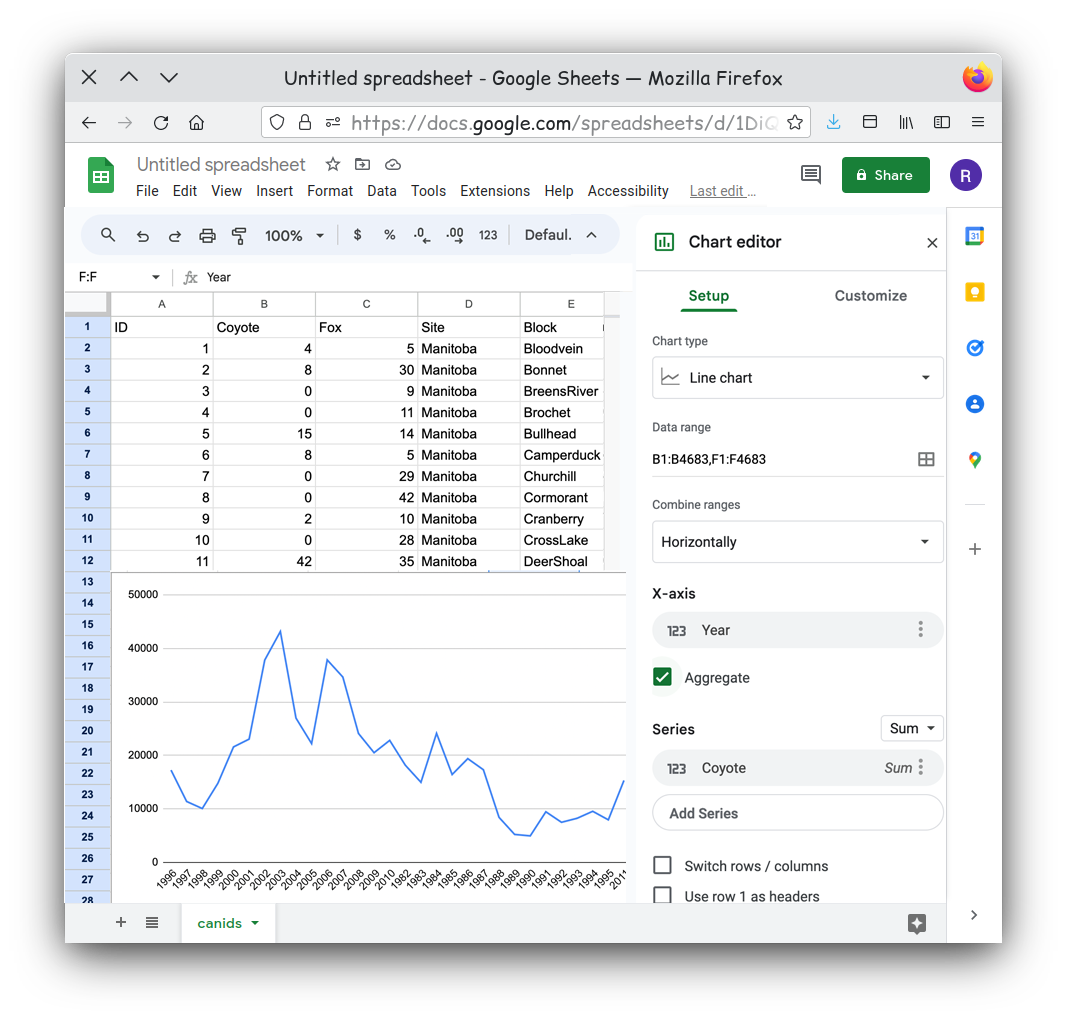 Untitled spreadsheet - Google Sheets — Mozilla Firefox
https://docs.google.com/spreadsheets/d/1DiQ
Untitled spreadsheet
File Edit View Insert Format Data Tools Extensions Help Accessibility Last edit ...
Share
R
100% $ % .0 .00 123 Defaul.
F:F fx Year
A B C D E
1 ID Coyote Fox Site Block
2 1 4 5 Manitoba Bloodvein
3 2 8 30 Manitoba Bonnet
4 3 0 9 Manitoba BreensRiver
5 4 0 11 Manitoba Brochet
6 5 15 14 Manitoba Bullhead
7 6 8 5 Manitoba Camperduck
8 7 0 29 Manitoba Churchill
9 8 0 42 Manitoba Cormorant
10 9 2 10 Manitoba Cranberry
11 10 0 28 Manitoba CrossLake
12 11 42 35 Manitoba DeerShoal
13
14
15
16
17
18
19
20
21
22
23
24
25
26
27
28
50000
40000
30000
20000
10000
0
1996 1997 1998 1999 2000 2001 2002 2003 2004 2005 2006 2007 2008 2009 2010 1982 1983 1984 1985 1986 1987 1988 1989 1990 1991 1992 1993 1994 1995 2011
canids
Chart editor
Setup Customize
Chart type
Line chart
Data range
B1:B4683,F1:F4683
Combine ranges
Horizontally
X-axis
123 Year
Aggregate
Series Sum
123 Coyote Sum
Add Series
Switch rows / columns
Use row 1 as headers
31